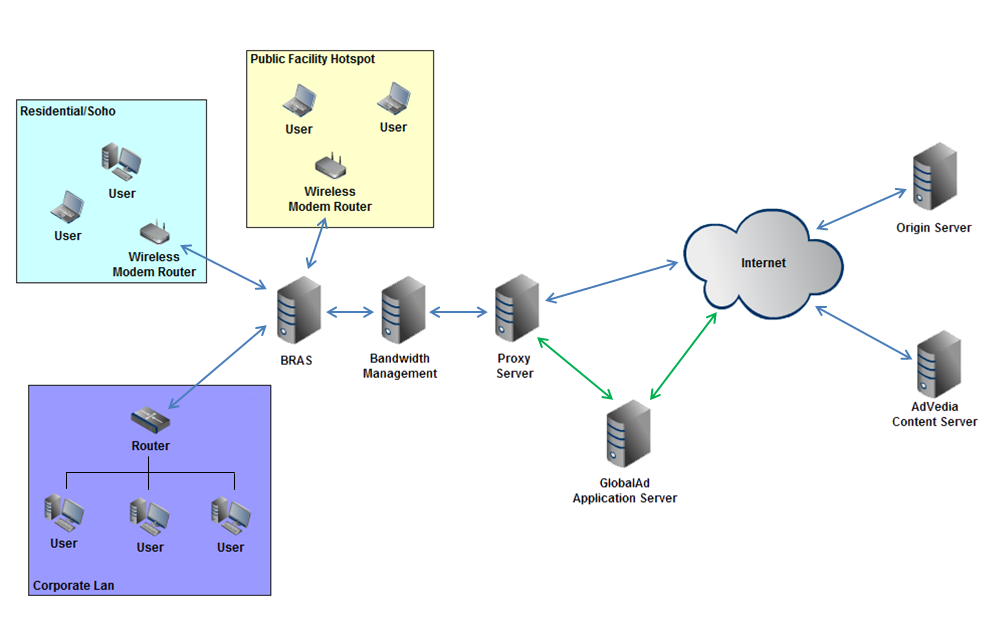 Public Facility Hotspot
User
User
Wireless
Modem Router
Residential/Soho
User
User
Wireless
Modem Router
BRAS
Bandwidth
Management
Proxy
Server
Internet
Origin Server
AdVedia
Content Server
GlobalAd
Application Server
Router
User
User
User
Corporate Lan